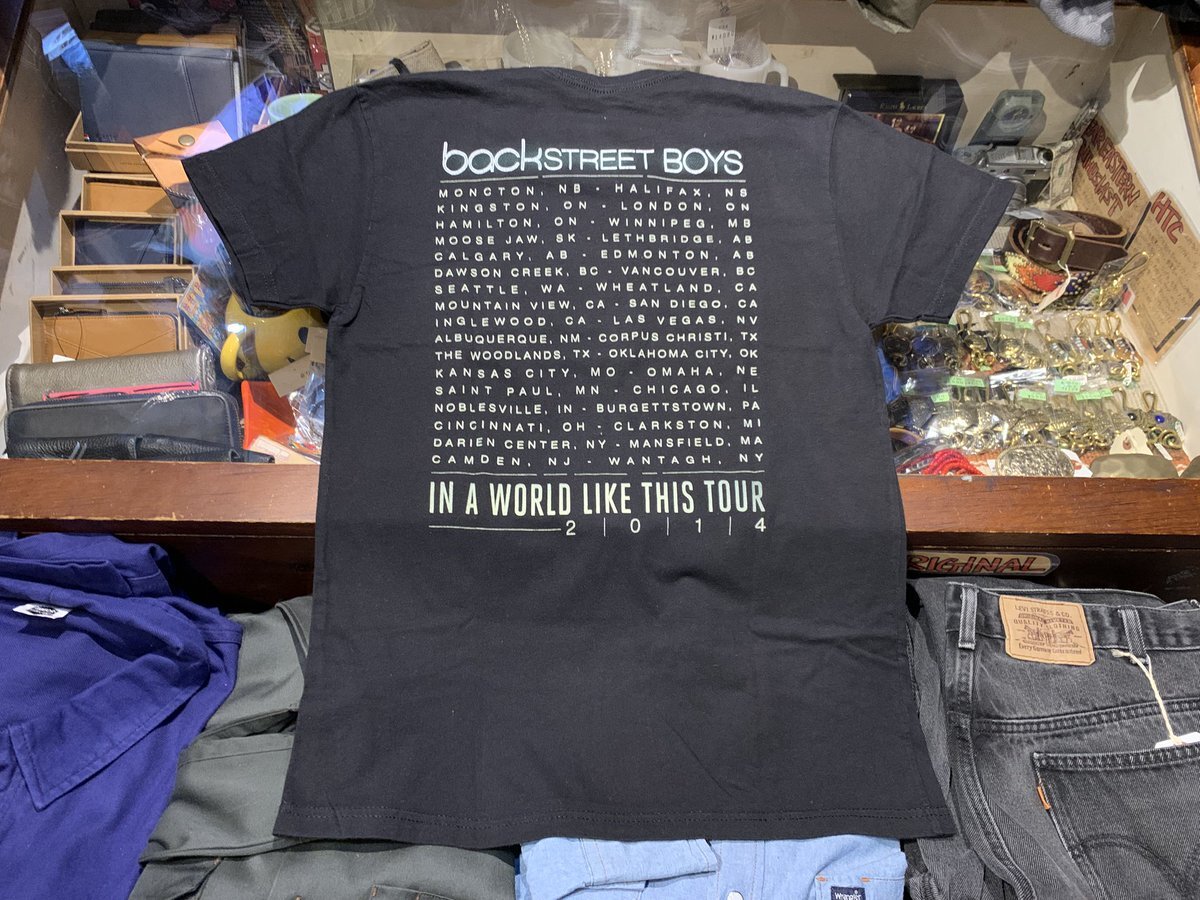 backSTREET BOYS
MONCTON, NB - HALIFAX, NS
KINGSTON, ON - LONDON, ON
HAMILTON, ON - WINNIPEG, MB
MOOSE JAW, SK - LETHBRIDGE, AB
CALGARY, AB - EDMONTON, AB
DAWSON CREEK, BC - VANCOUVER, BC
SEATTLE, WA - WHEATLAND, CA
MOUNTAIN VIEW, CA - SAN DIEGO, CA
INGLEWOOD, CA - LAS VEGAS, NV
ALBUQUERQUE, NM - CORPUS CHRISTI, TX
THE WOODLANDS, TX - OKLAHOMA CITY, OK
KANSAS CITY, MO - OMAHA, NE
SAINT PAUL, MN - CHICAGO, IL
NOBLESVILLE, IN - BURGETTSTOWN, PA
CINCINNATI, OH - CLARKSTON, MI
DARIEN CENTER, NY - MANSFIELD, MA
CAMDEN, NJ - WANTAGH, NY
IN A WORLD LIKE THIS TOUR
2 | 0 | 1 | 4
HTC
RIGINAL
LEVI STRAUSS & CO.
QUALITY CLOTHING
Wrangler